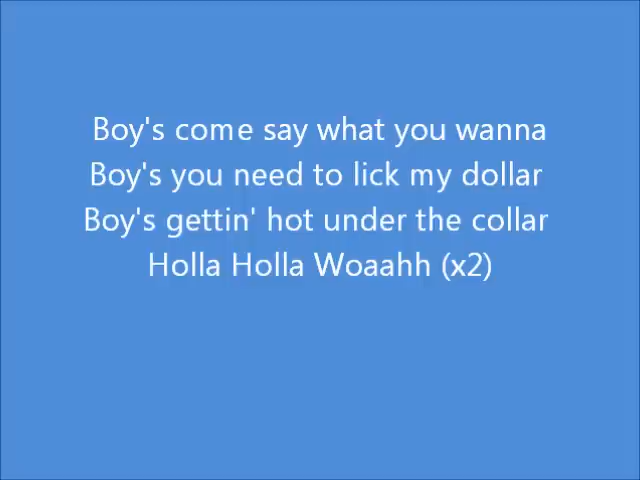 Boy's come say what you wanna
Boy's you need to lick my dollar
Boy's gettin' hot under the collar
Holla Holla Woaahh (x2)